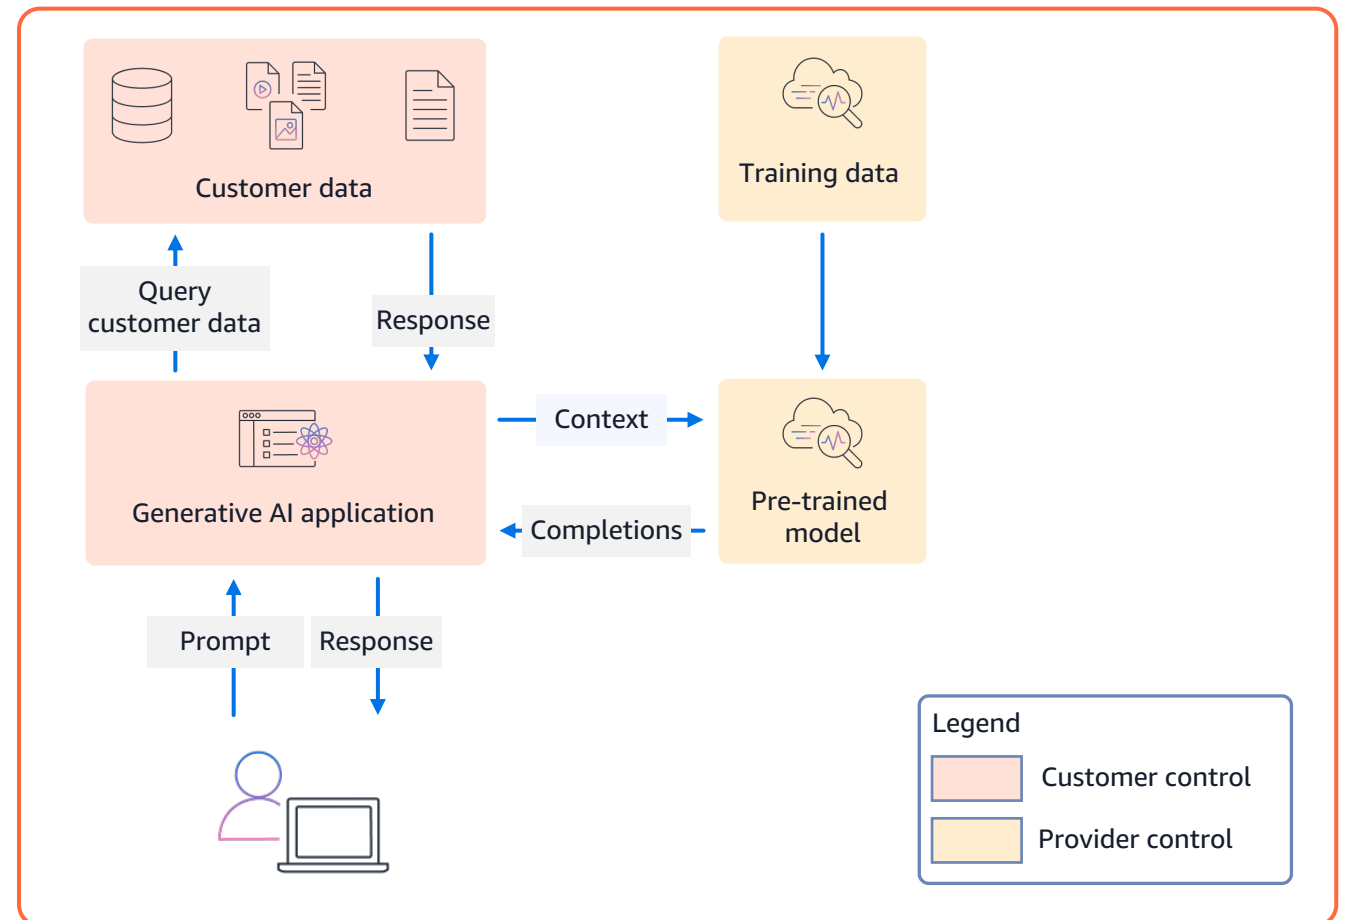 Customer data
Training data
Query
customer data
Response
Context
Generative AI application
Pre-trained
model
Completions
Prompt
Response
Legend
Customer control
Provider control